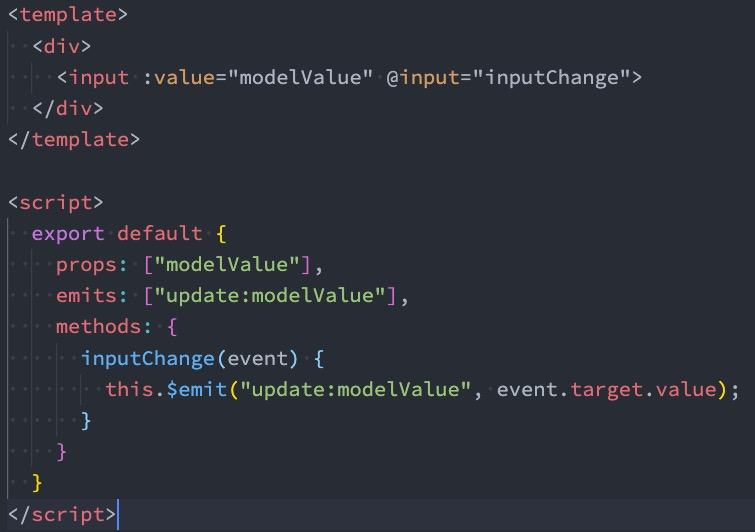 <template>
  <div>
    <input :value="modelValue" @input="inputChange">
  </div>
</template>

<script>
  export default {
    props: ["modelValue"],
    emits: ["update:modelValue"],
    methods: {
      inputChange(event) {
        this.$emit("update:modelValue", event.target.value);
      }
    }
  }
</script>